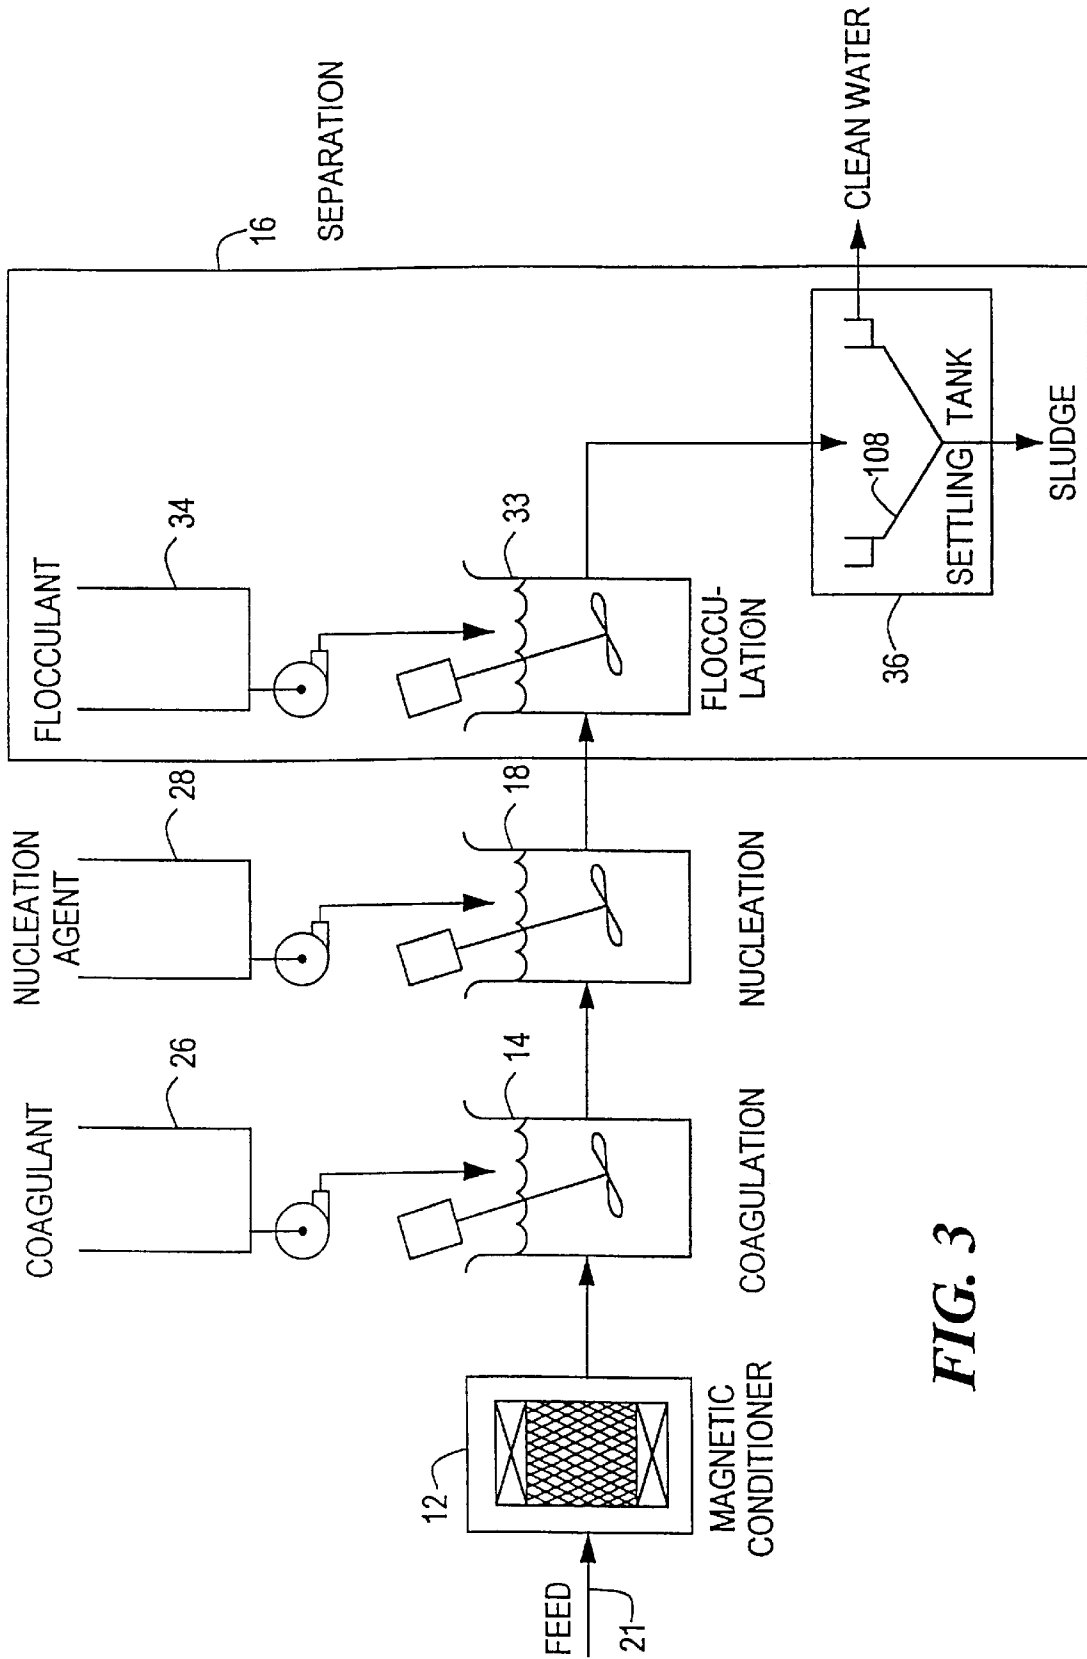 COAGULANT
26
NUCLEATION
AGENT
28
FLOCCULANT
34
16
SEPARATION
12
14
18
33
FEED
21
MAGNETIC
CONDITIONER
COAGULATION
NUCLEATION
FLOCCU-
LATION
108
SETTLING TANK
36
CLEAN WATER
SLUDGE
FIG. 3